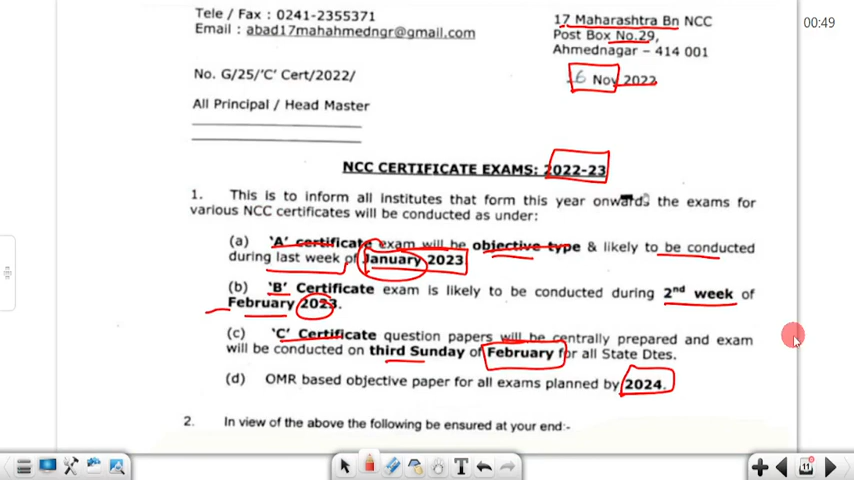 Tele / Fax : 0241-2355371
Email : abad17mahahmedngr@gmail.com
17 Maharashtra Bn NCC
Post Box No.29,
Ahmednagar – 414 001
00:49
No. G/25/'C' Cert/2022/
6 Nov 2022
All Principal / Head Master
NCC CERTIFICATE EXAMS: 2022-23
1. This is to inform all institutes that form this year onwards the exams for
various NCC certificates will be conducted as under:
(a) 'A' certificate exam will be objective type & likely to be conducted
during last week of January 2023
(b) 'B' Certificate exam is likely to be conducted during 2nd week of
February 2023.
(c) 'C' Certificate question papers will be centrally prepared and exam
will be conducted on third Sunday of February for all State Dtes.
(d) OMR based objective paper for all exams planned by 2024.
2. In view of the above the following be ensured at your end:-
T
11